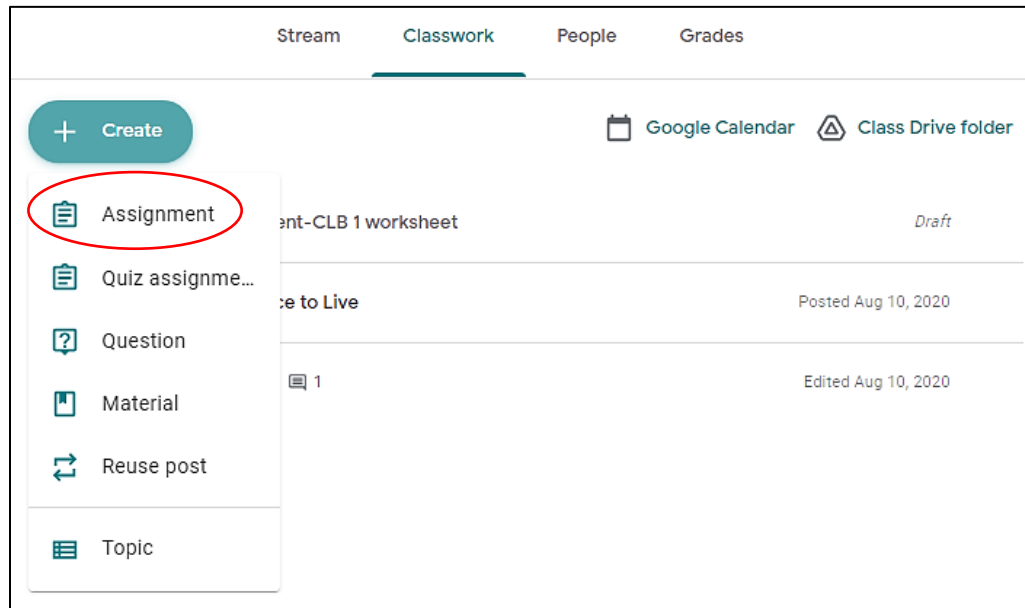 Stream Classwork People Grades
+ Create
Google Calendar Class Drive folder
Assignment
ent-CLB 1 worksheet Draft
Quiz assignme...
ce to Live Posted Aug 10, 2020
Question
1 Edited Aug 10, 2020
Material
Reuse post
Topic